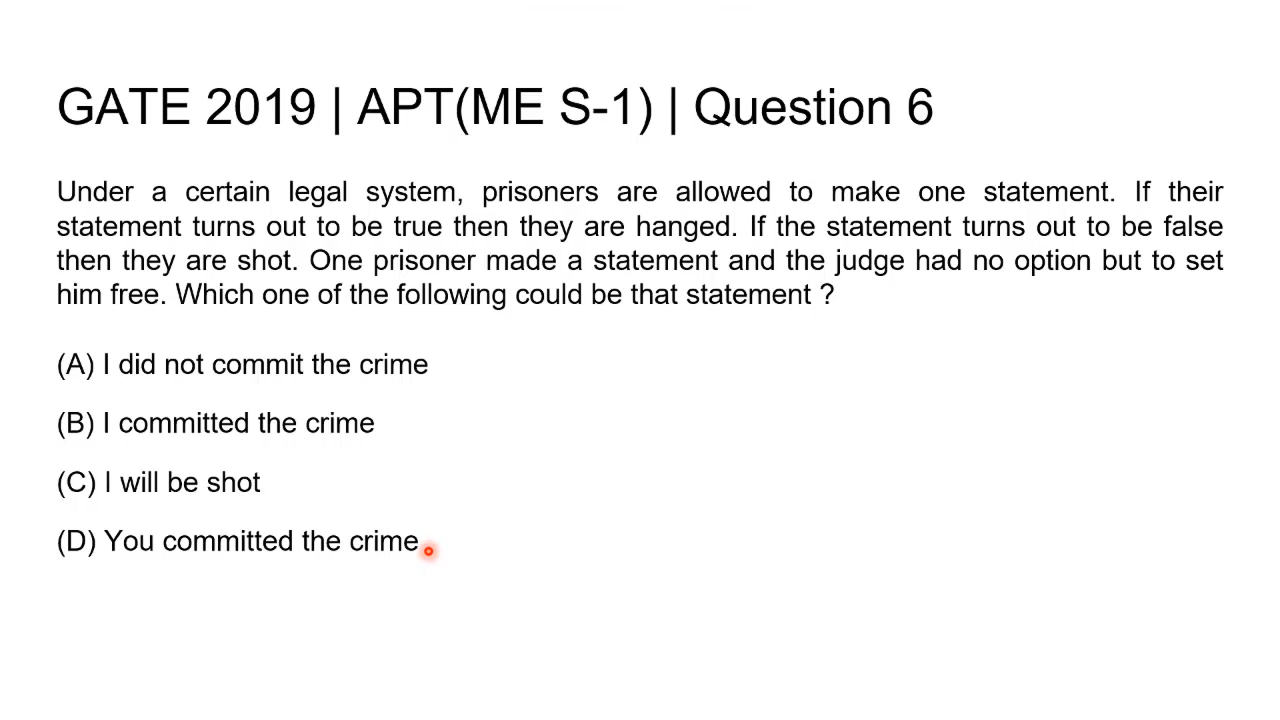 GATE 2019 | APT(ME S-1) | Question 6
Under a certain legal system, prisoners are allowed to make one statement. If their
statement turns out to be true then they are hanged. If the statement turns out to be false
then they are shot. One prisoner made a statement and the judge had no option but to set
him free. Which one of the following could be that statement ?
(A) I did not commit the crime
(B) I committed the crime
(C) I will be shot
(D) You committed the crime